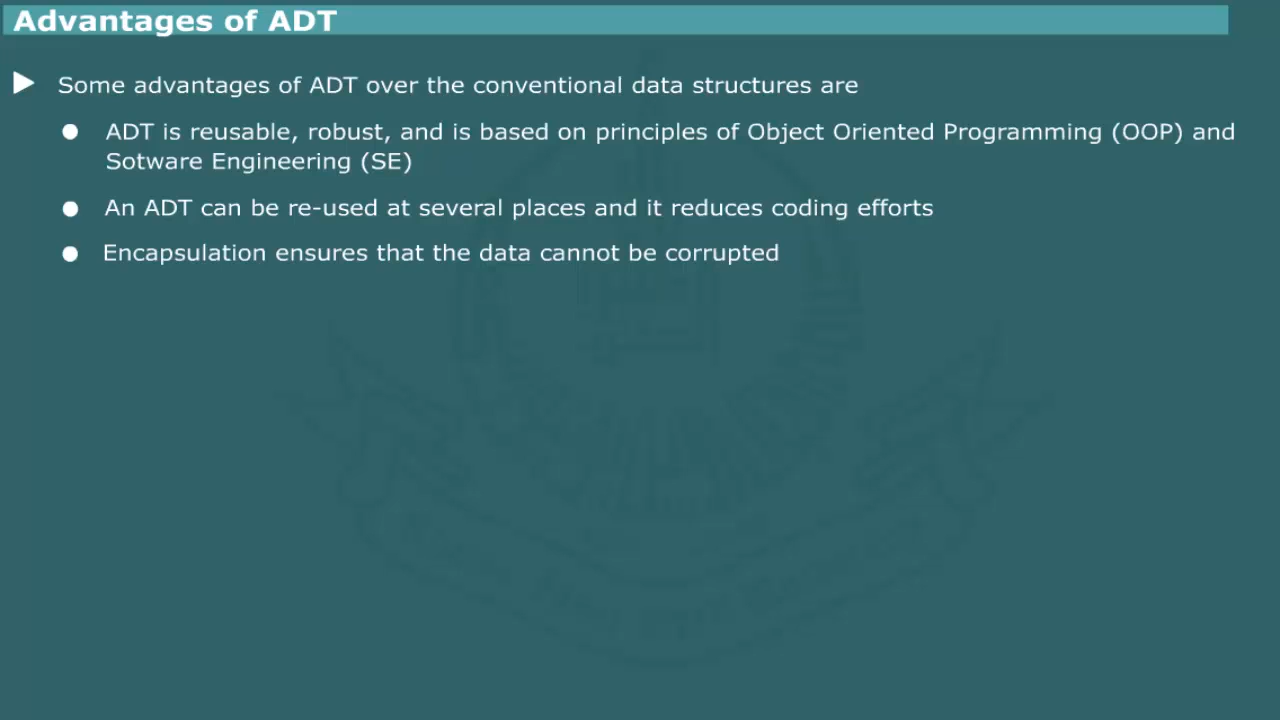 Advantages of ADT
Some advantages of ADT over the conventional data structures are
ADT is reusable, robust, and is based on principles of Object Oriented Programming (OOP) and
Sotware Engineering (SE)
An ADT can be re-used at several places and it reduces coding efforts
Encapsulation ensures that the data cannot be corrupted